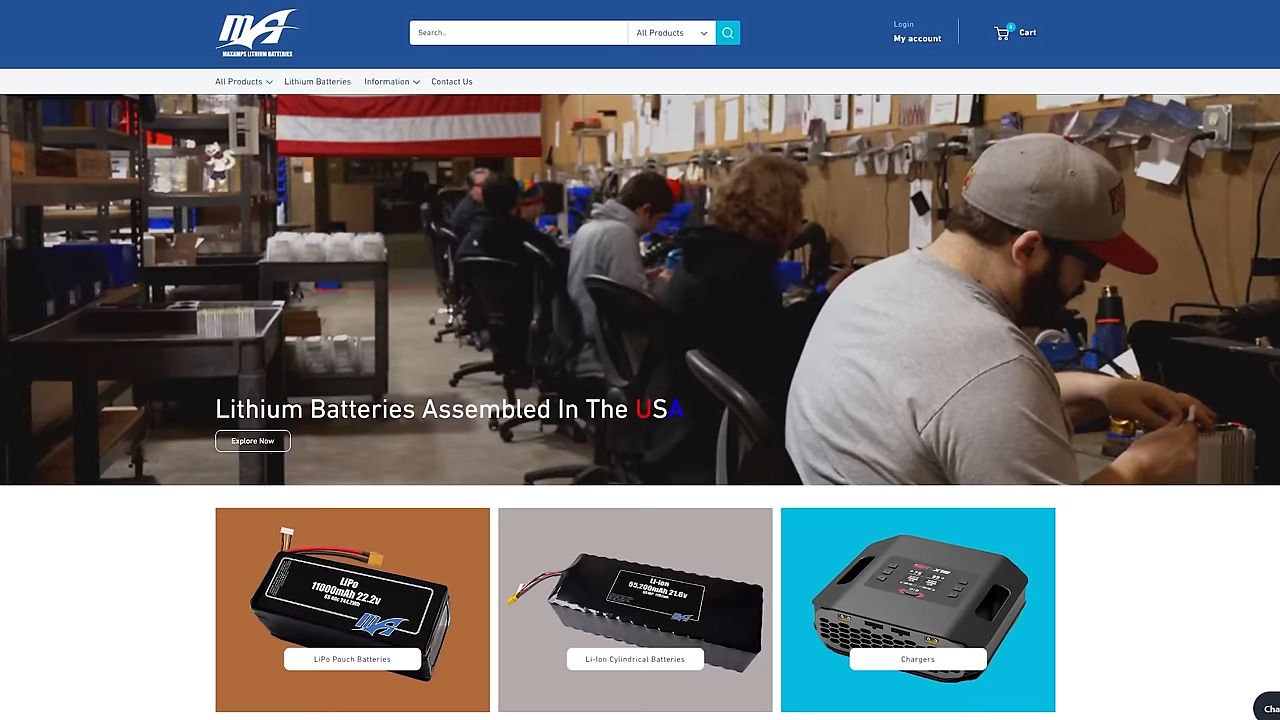 MAXAMPS LITHIUM BATTERIES
Search..
All Products
Login
My account
0
Cart
All Products
Lithium Batteries
Information
Contact Us
Lithium Batteries Assembled In The USA
Explore Now
LiPo
11000mAh 22.2v
LiPo Pouch Batteries
Li-Ion
55,200mAh 21.6v
Li-Ion Cylindrical Batteries
Chargers
Cha